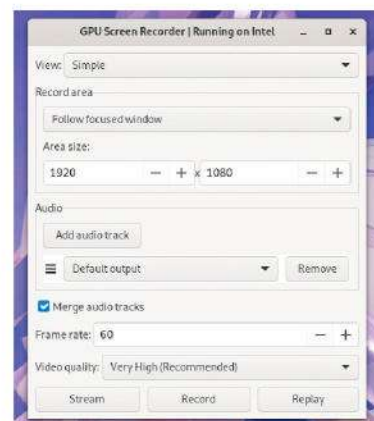 GPU Screen Recorder | Running on Intel
View: Simple
Record area
Follow focused window
Area size:
1920 − + x 1080 − +
Audio
Add audio track
Default output Remove
Merge audio tracks
Frame rate: 60 − +
Video quality: Very High (Recommended)
Stream Record Replay